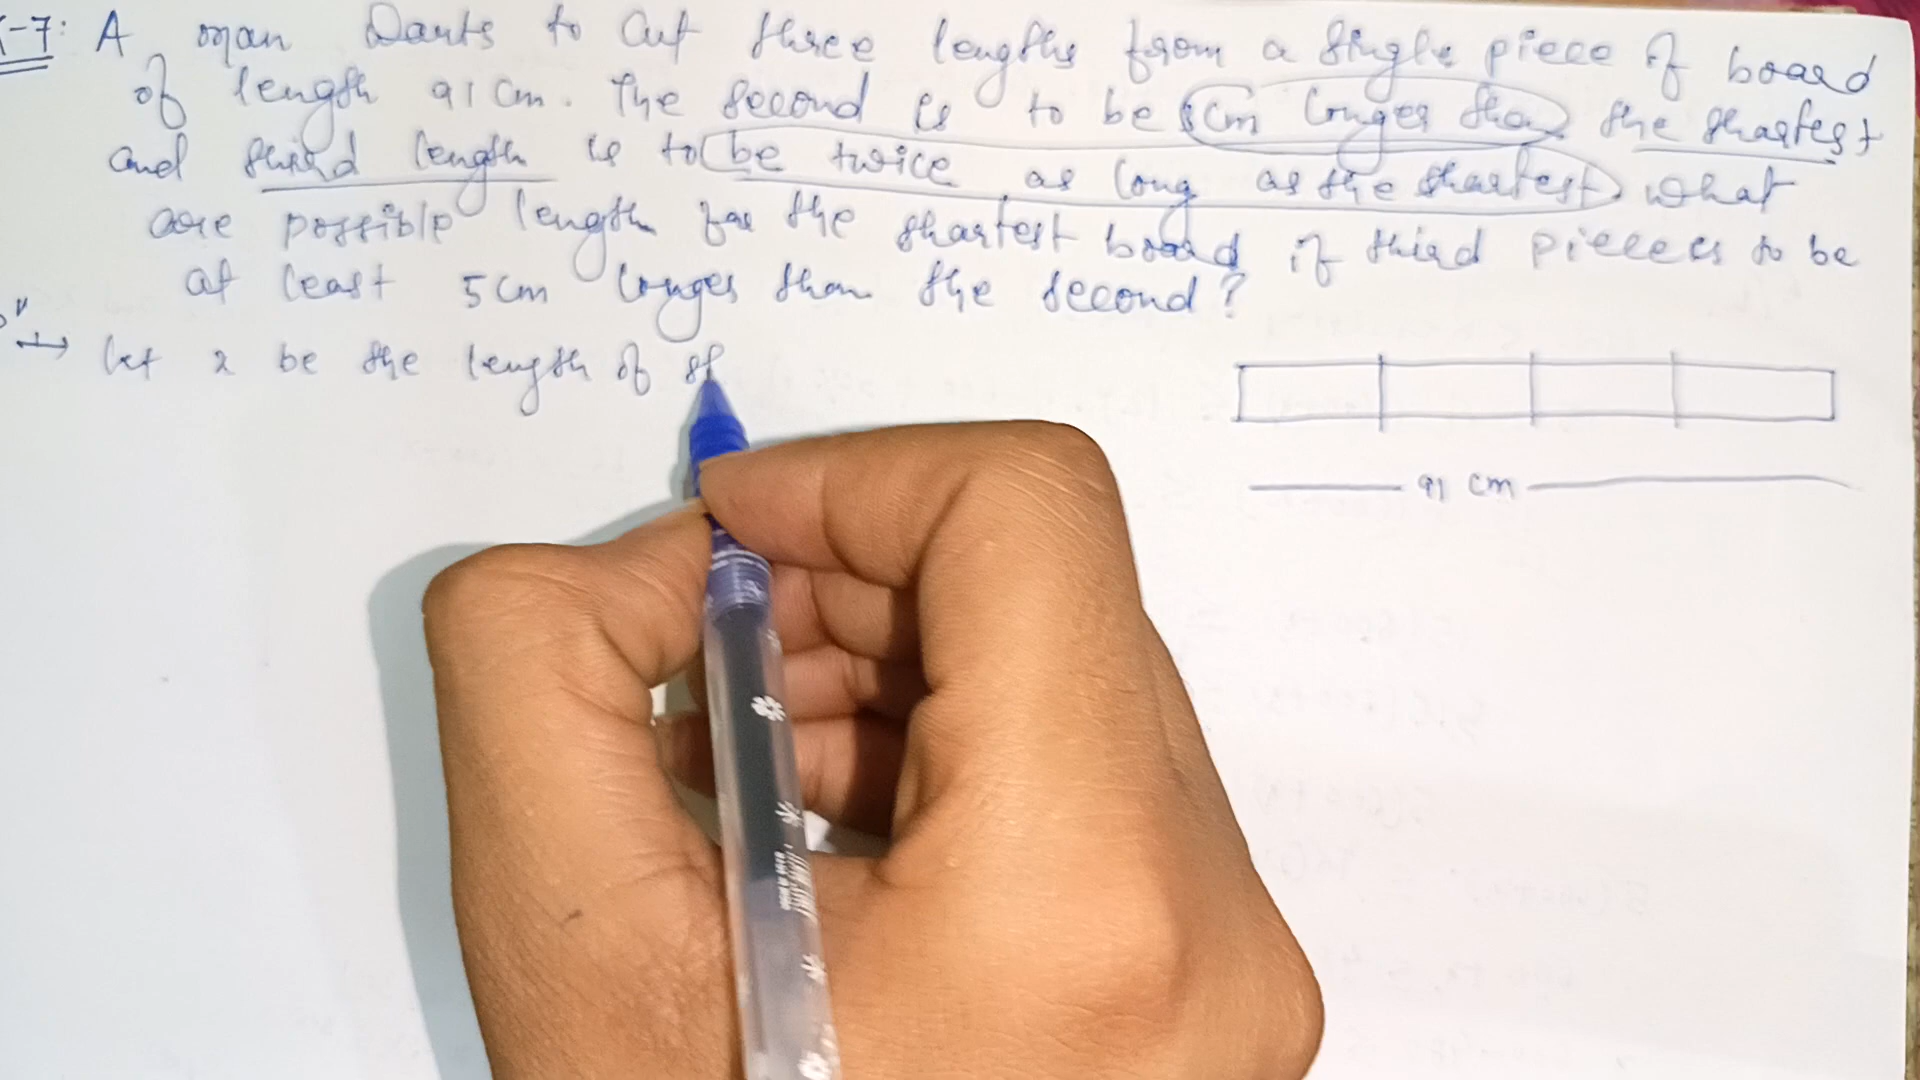 -7: A man wants to cut three lengths from a single piece of board
of length 91 cm. The second is to be cm longer than the shortest
and third length is to be twice as long as the shortest. what
are possible length for the shortest board if third piece is to be
at least 5 cm longer than the second?
let x be the length of sh
91 cm